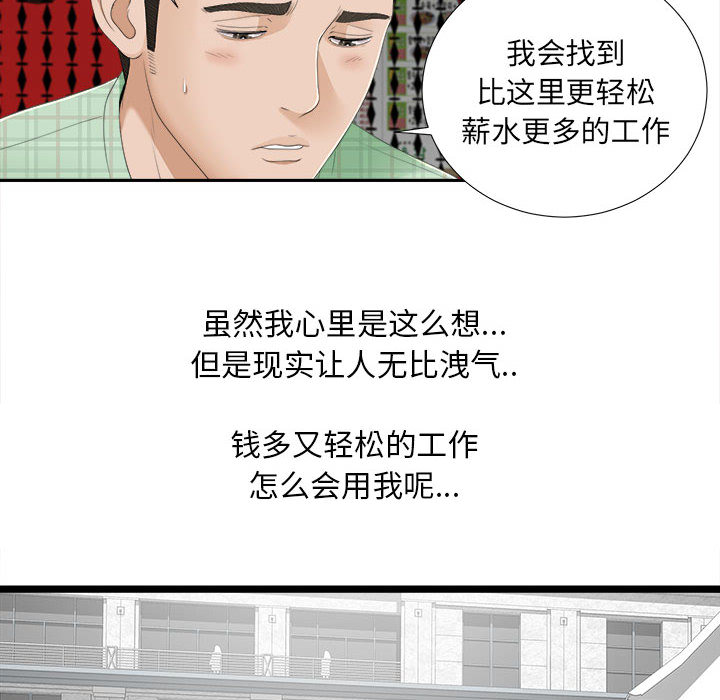 我会找到
比这里更轻松
薪水更多的工作
虽然我心里是这么想...
但是现实让人无比洩气..
钱多又轻松的工作
怎么会用我呢...